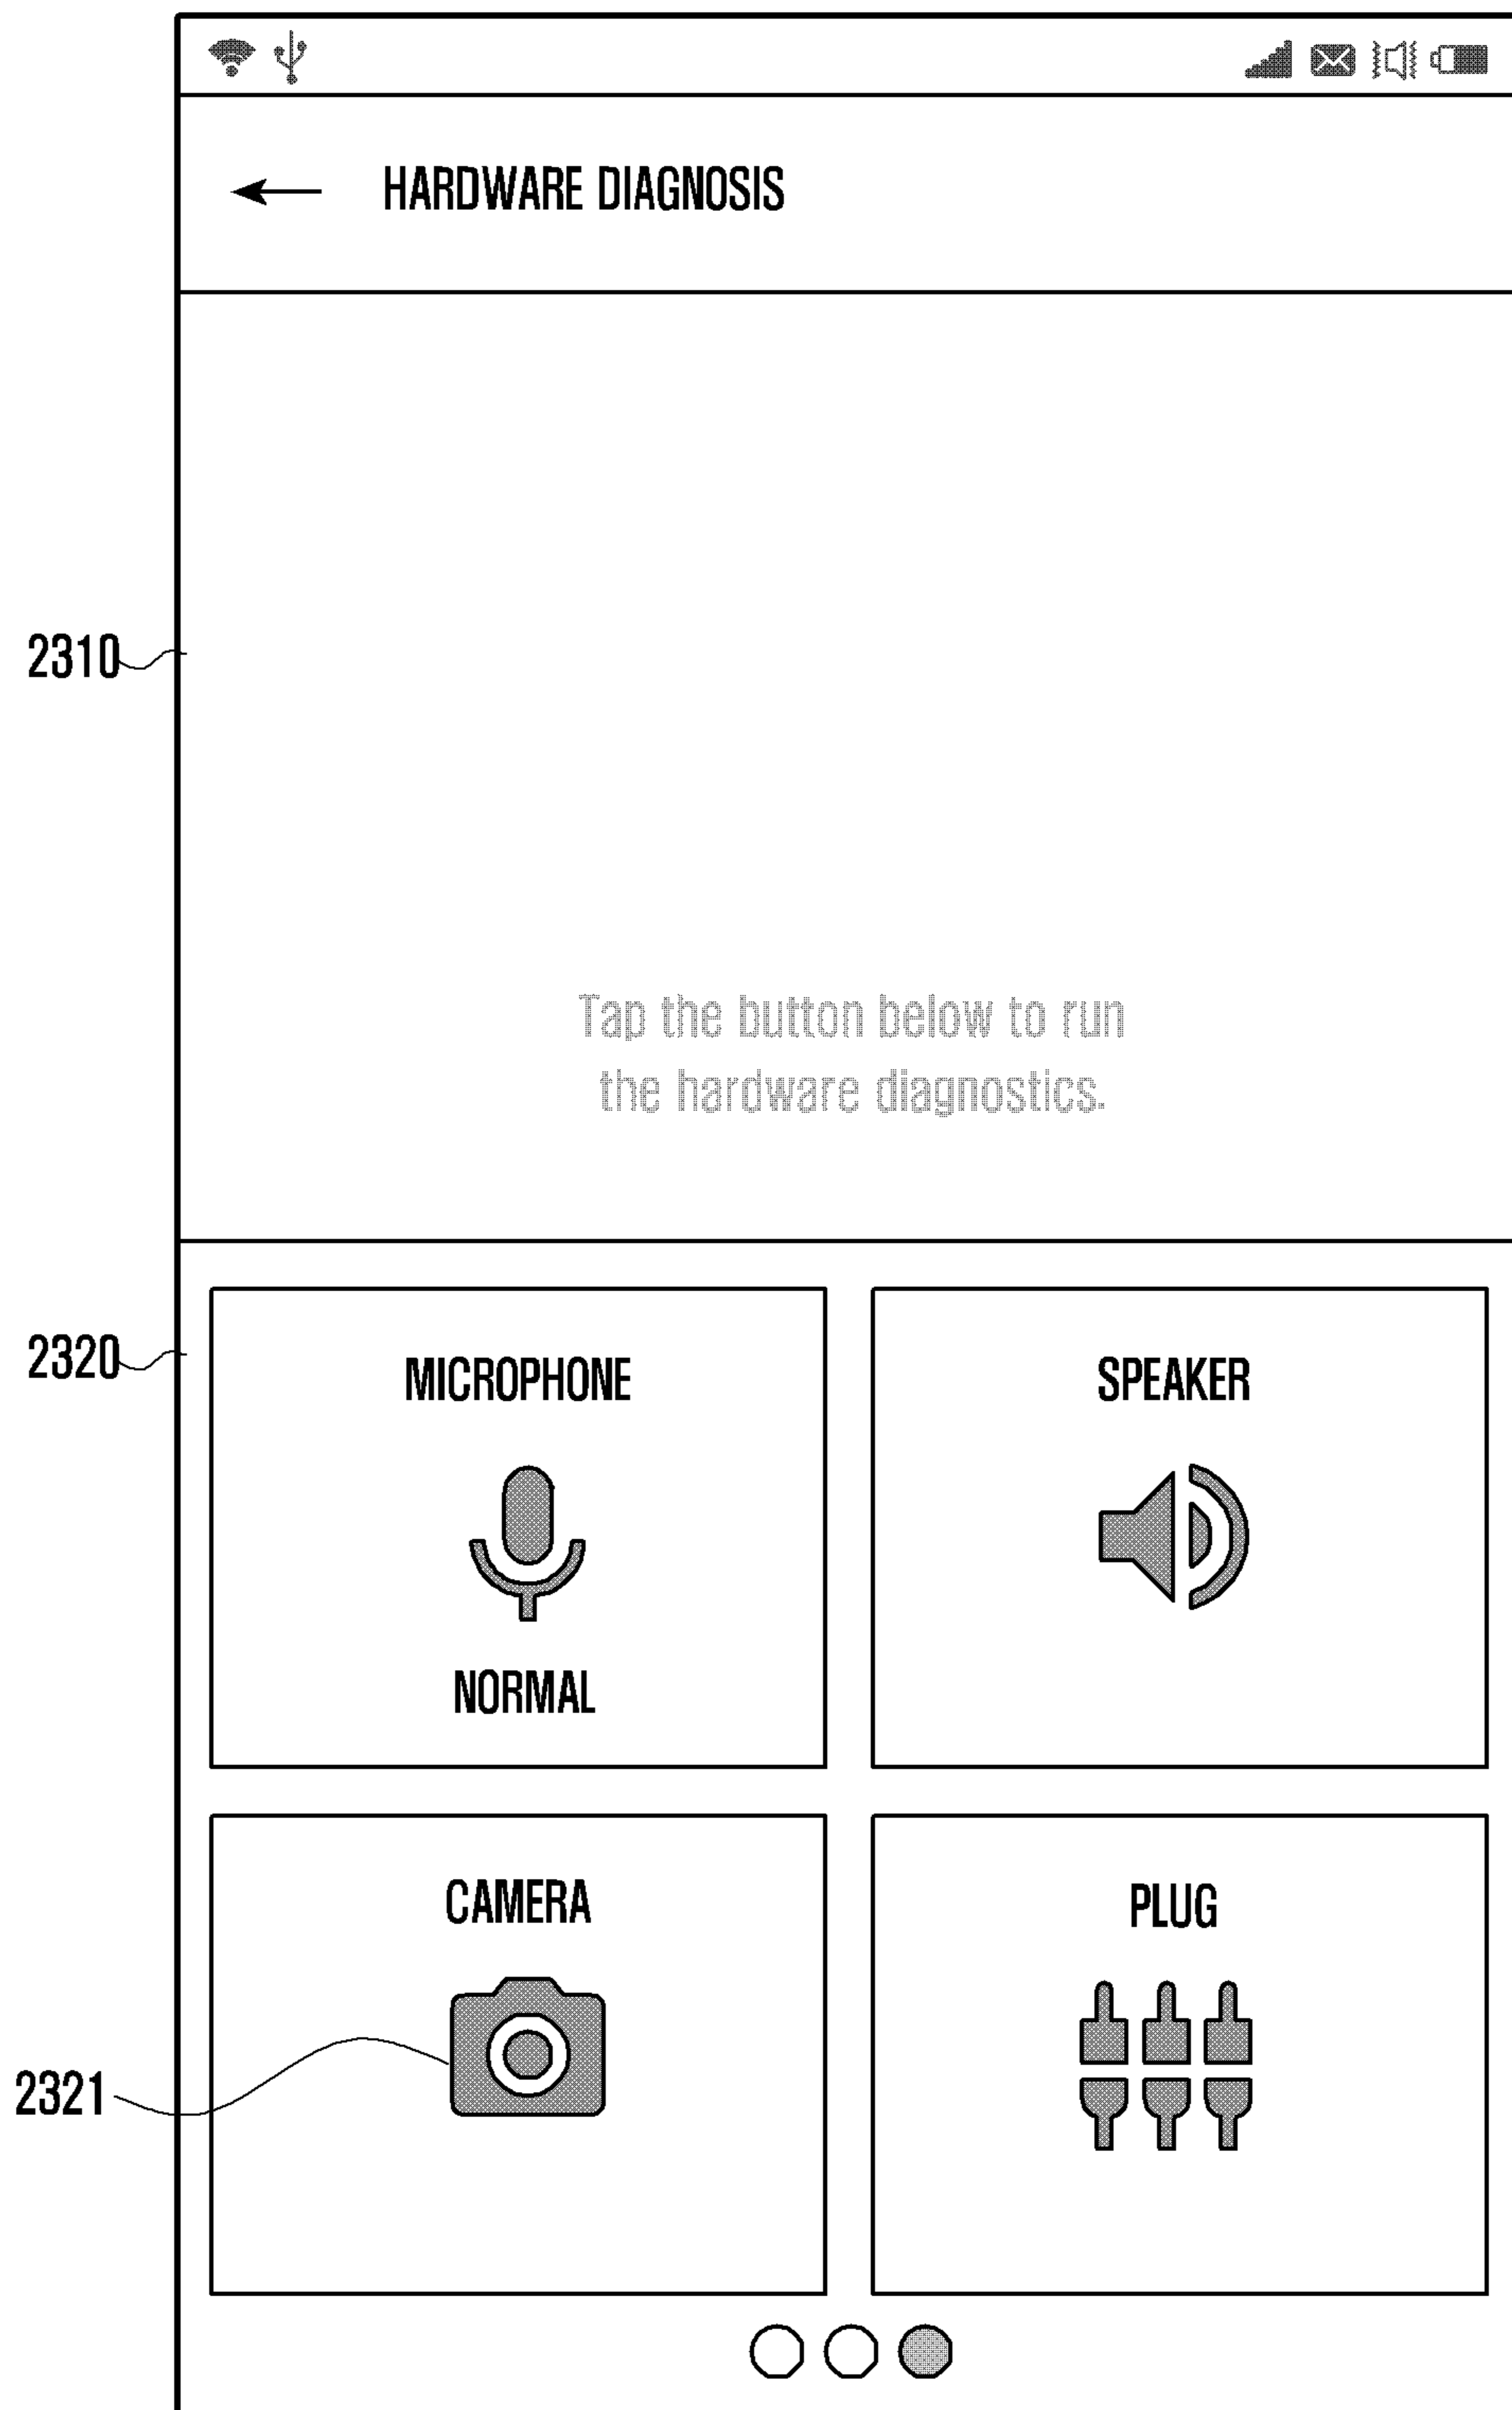 HARDWARE DIAGNOSIS
2310
Tap the button below to run
the hardware diagnostics.
2320
MICROPHONE
SPEAKER
NORMAL
CAMERA
PLUG
2321